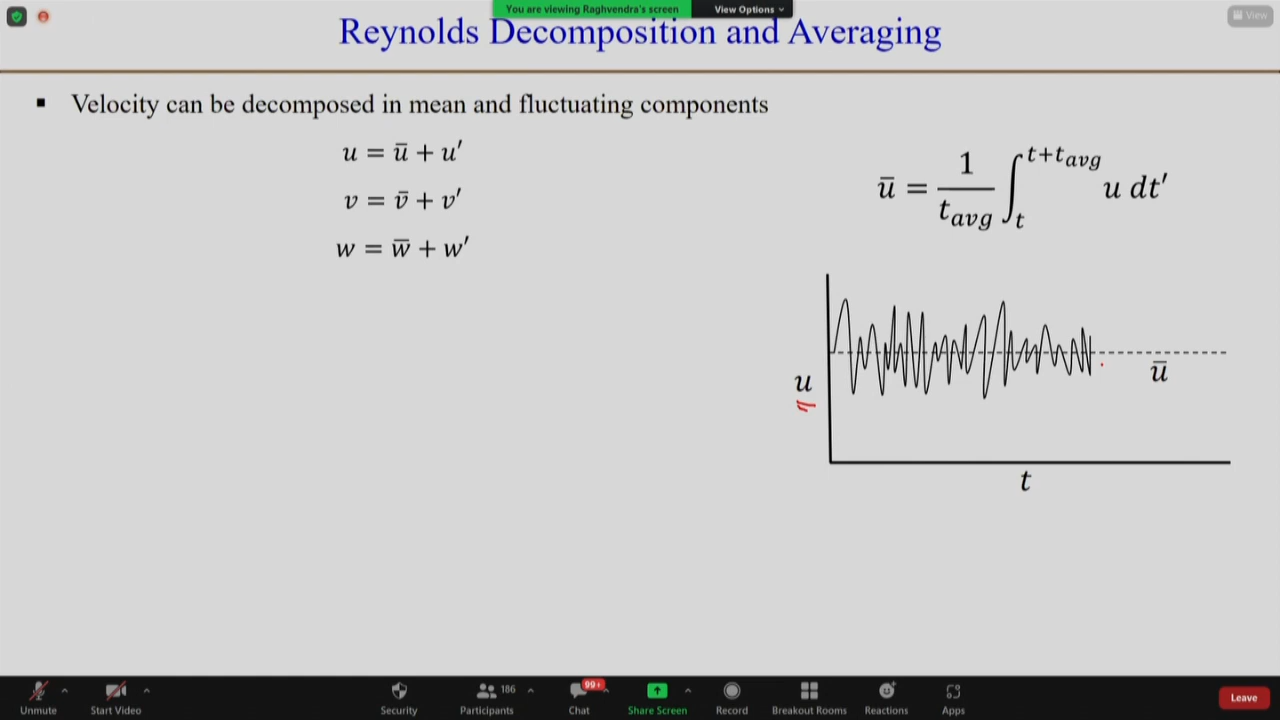 You are viewing Raghvendra's screen
View Options
View
Reynolds Decomposition and Averaging
▪ Velocity can be decomposed in mean and fluctuating components
u = ū + u′
v = v̄ + v′
w = w̄ + w′
ū = 1/t_avg ∫_t^{t+t_avg} u dt′
u
ū
t
Unmute
Start Video
Security
186
Participants
99+
Chat
Share Screen
Record
Breakout Rooms
Reactions
Apps
Leave